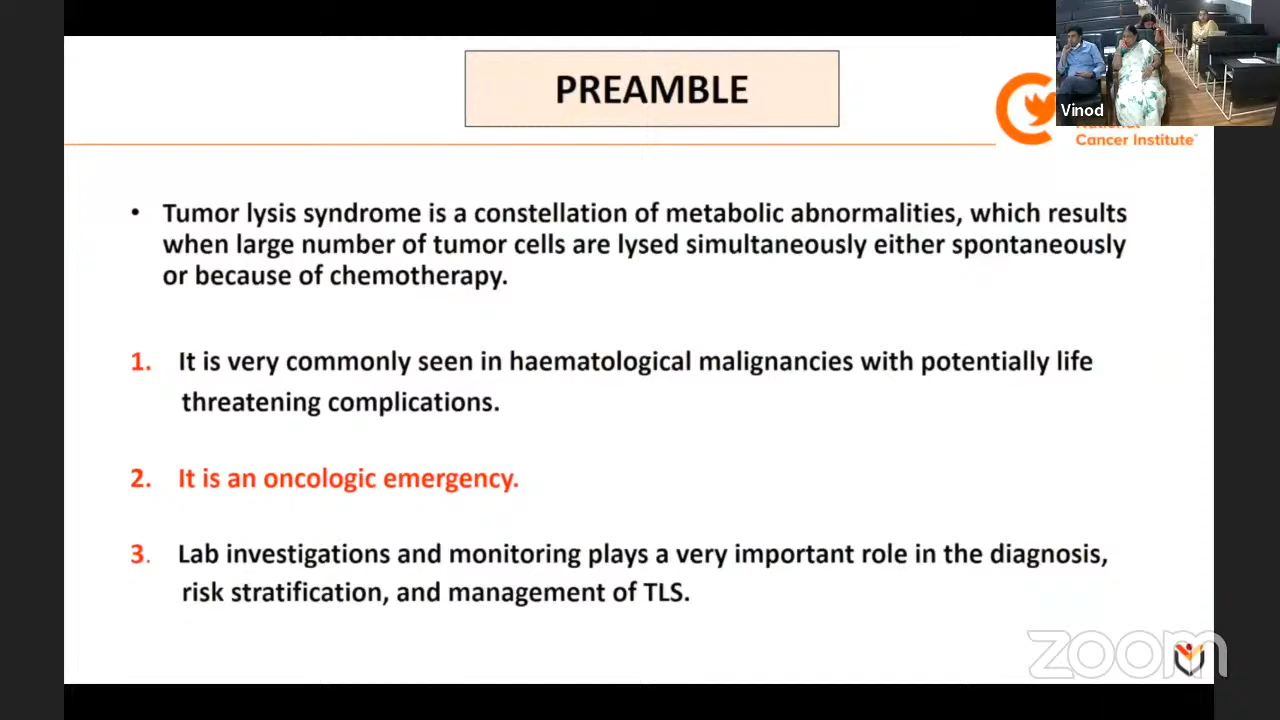 PREAMBLE
Vinod
Cancer Institute™
• Tumor lysis syndrome is a constellation of metabolic abnormalities, which results
when large number of tumor cells are lysed simultaneously either spontaneously
or because of chemotherapy.
1. It is very commonly seen in haematological malignancies with potentially life
threatening complications.
2. It is an oncologic emergency.
3. Lab investigations and monitoring plays a very important role in the diagnosis,
risk stratification, and management of TLS.
zoom